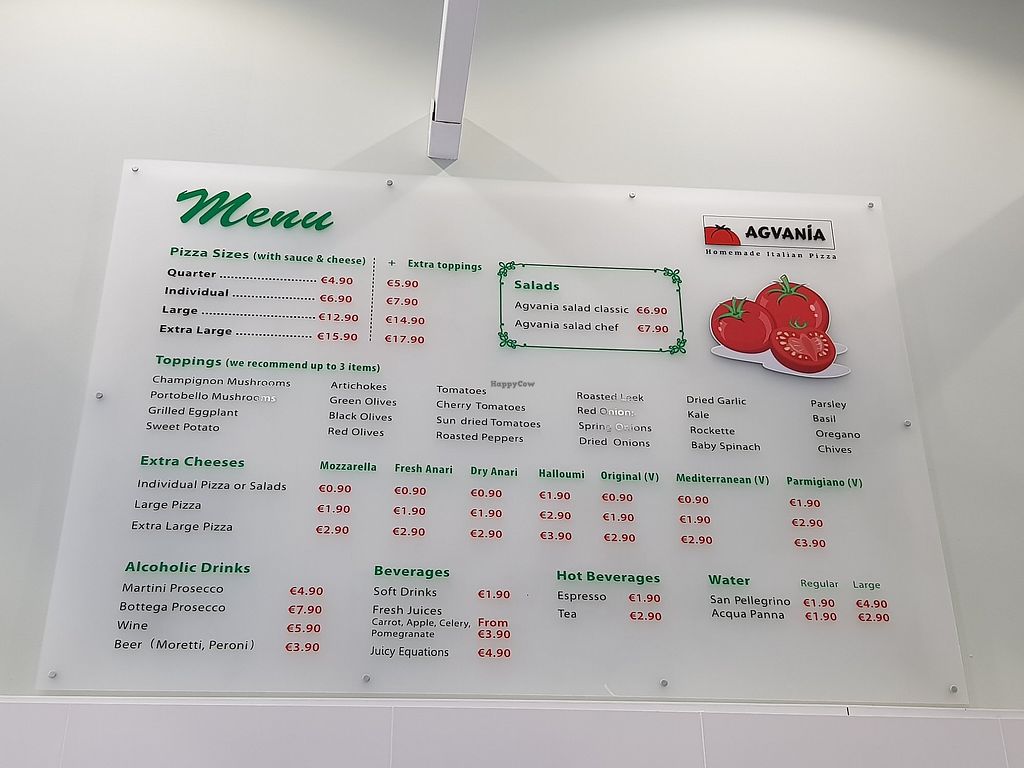 Menu
AGVANÍA
Homemade Italian Pizza
Pizza Sizes (with sauce & cheese) + Extra toppings
Quarter ........................ €4.90 €5.90
Individual ..................... €6.90 €7.90
Large ........................... €12.90 €14.90
Extra Large ................... €15.90 €17.90
Salads
Agvania salad classic €6.90
Agvania salad chef €7.90
Toppings (we recommend up to 3 items)
Champignon Mushrooms Artichokes Tomatoes Roasted Leek Dried Garlic Parsley
Portobello Mushrooms Green Olives Cherry Tomatoes Red Onions Kale Basil
Grilled Eggplant Black Olives Sun dried Tomatoes Spring Onions Rockette Oregano
Sweet Potato Red Olives Roasted Peppers Dried Onions Baby Spinach Chives
HappyCow
Extra Cheeses Mozzarella Fresh Anari Dry Anari Halloumi Original (V) Mediterranean (V) Parmigiano (V)
Individual Pizza or Salads €0.90 €0.90 €0.90 €1.90 €0.90 €0.90 €1.90
Large Pizza €1.90 €1.90 €1.90 €2.90 €1.90 €1.90 €2.90
Extra Large Pizza €2.90 €2.90 €2.90 €3.90 €2.90 €2.90 €3.90
Alcoholic Drinks
Martini Prosecco €4.90
Bottega Prosecco €7.90
Wine €5.90
Beer (Moretti, Peroni) €3.90
Beverages
Soft Drinks €1.90
Fresh Juices
Carrot, Apple, Celery, From
Pomegranate €3.90
Juicy Equations €4.90
Hot Beverages
Espresso €1.90
Tea €2.90
Water Regular Large
San Pellegrino €1.90 €4.90
Acqua Panna €1.90 €2.90